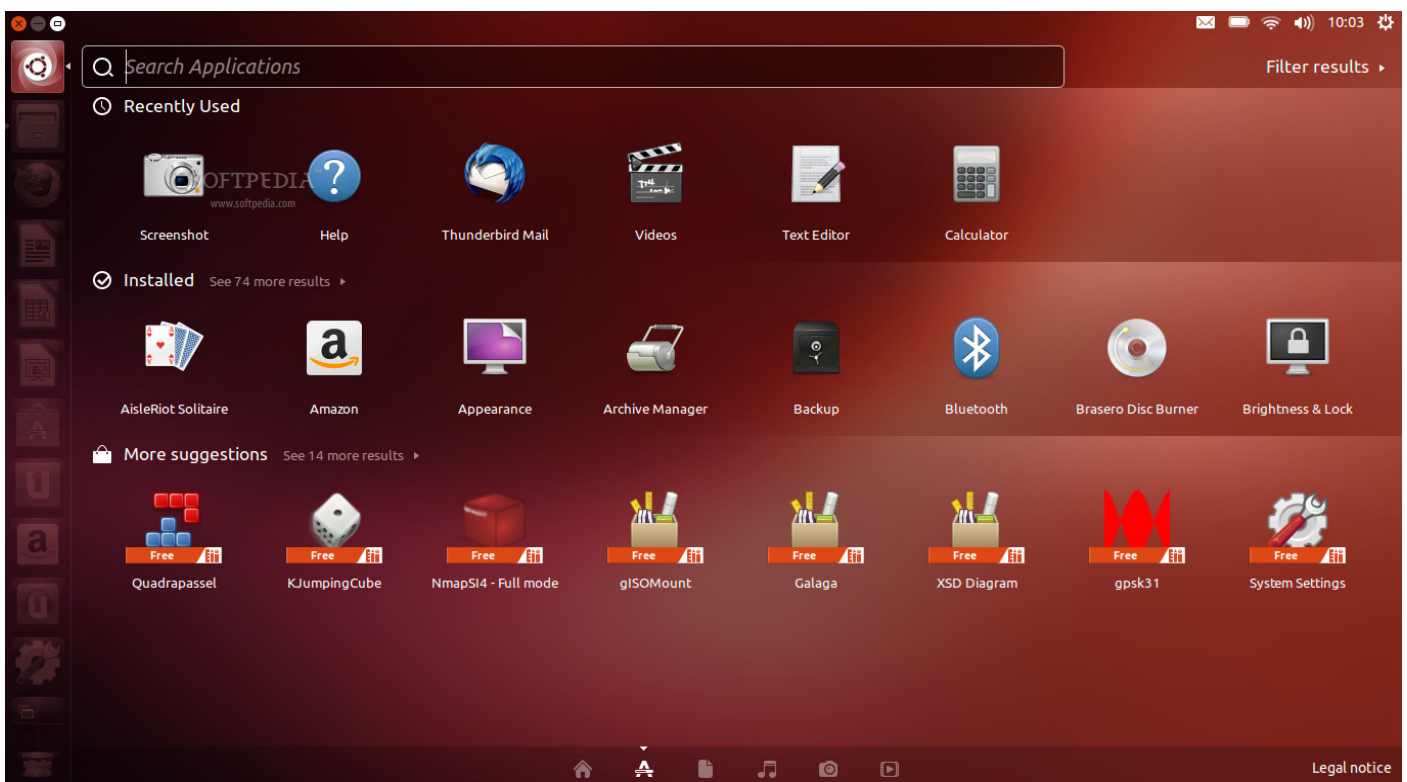 10:03
Search Applications
Filter results
Recently Used
SOFTPEDIA
www.softpedia.com
Screenshot
Help
Thunderbird Mail
Videos
Text Editor
Calculator
Installed See 74 more results
AisleRiot Solitaire
Amazon
Appearance
Archive Manager
Backup
Bluetooth
Brasero Disc Burner
Brightness & Lock
More suggestions See 14 more results
Free
Free
Free
Free
Free
Free
Free
Free
Quadrapassel
KJumpingCube
NmapSI4 - Full mode
gISOMount
Galaga
XSD Diagram
gpsk31
System Settings
Legal notice